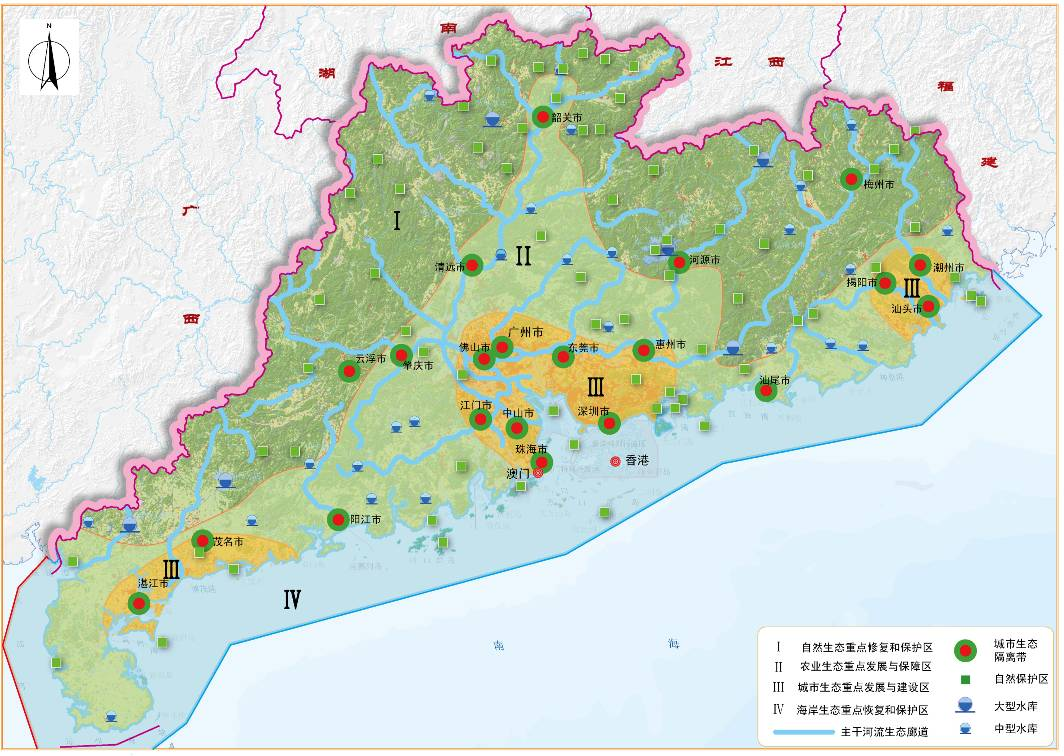 N
南
湖
江 西
福
建
广
西
韶关市
梅州市
I
II
清远市
河源市
潮州市
揭阳市
III
汕头市
广州市
佛山市
东莞市
惠州市
云浮市
肇庆市
III
汕尾市
江门市
中山市
深圳市
珠海市
澳门
香港
阳江市
茂名市
III
湛江市
IV
海
I 自然生态重点修复和保护区
II 农业生态重点发展与保障区
III 城市生态重点发展与建设区
IV 海岸生态重点恢复和保护区
主干河流生态廊道
城市生态
隔离带
自然保护区
大型水库
中型水库